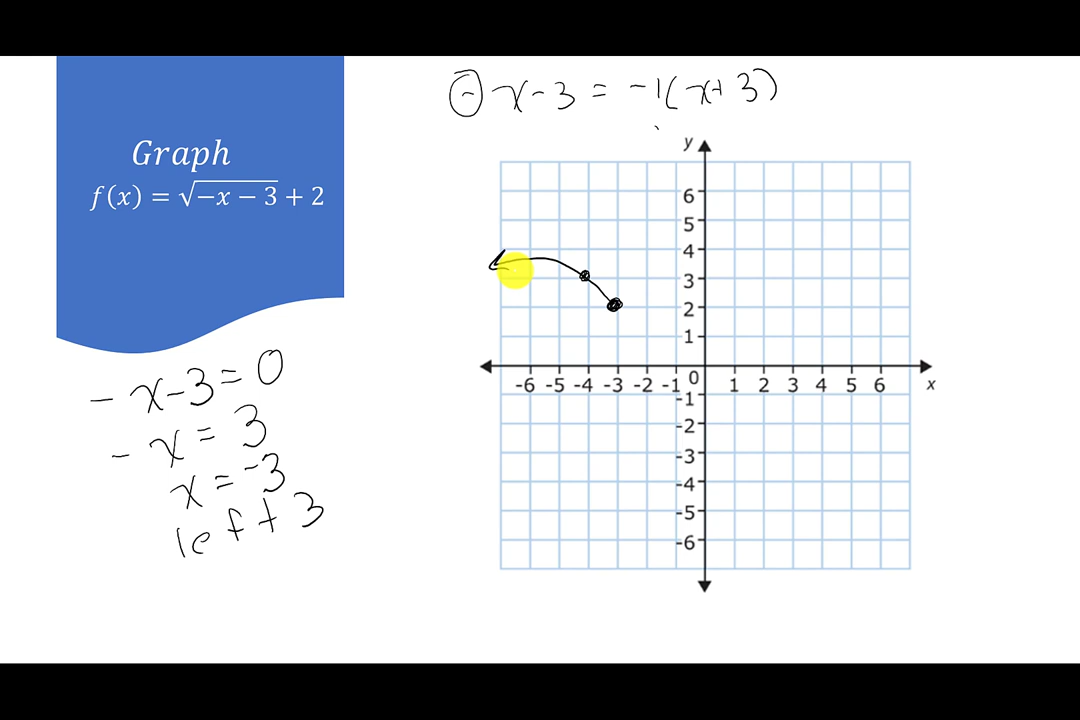 ⊖x-3 = -1(x+3)
Graph
f(x) = √(-x - 3) + 2
-x-3=0
-x = 3
x = -3
left 3
y
6
5
4
3
2
1
-6 -5 -4 -3 -2 -1 0 1 2 3 4 5 6 x
-1
-2
-3
-4
-5
-6